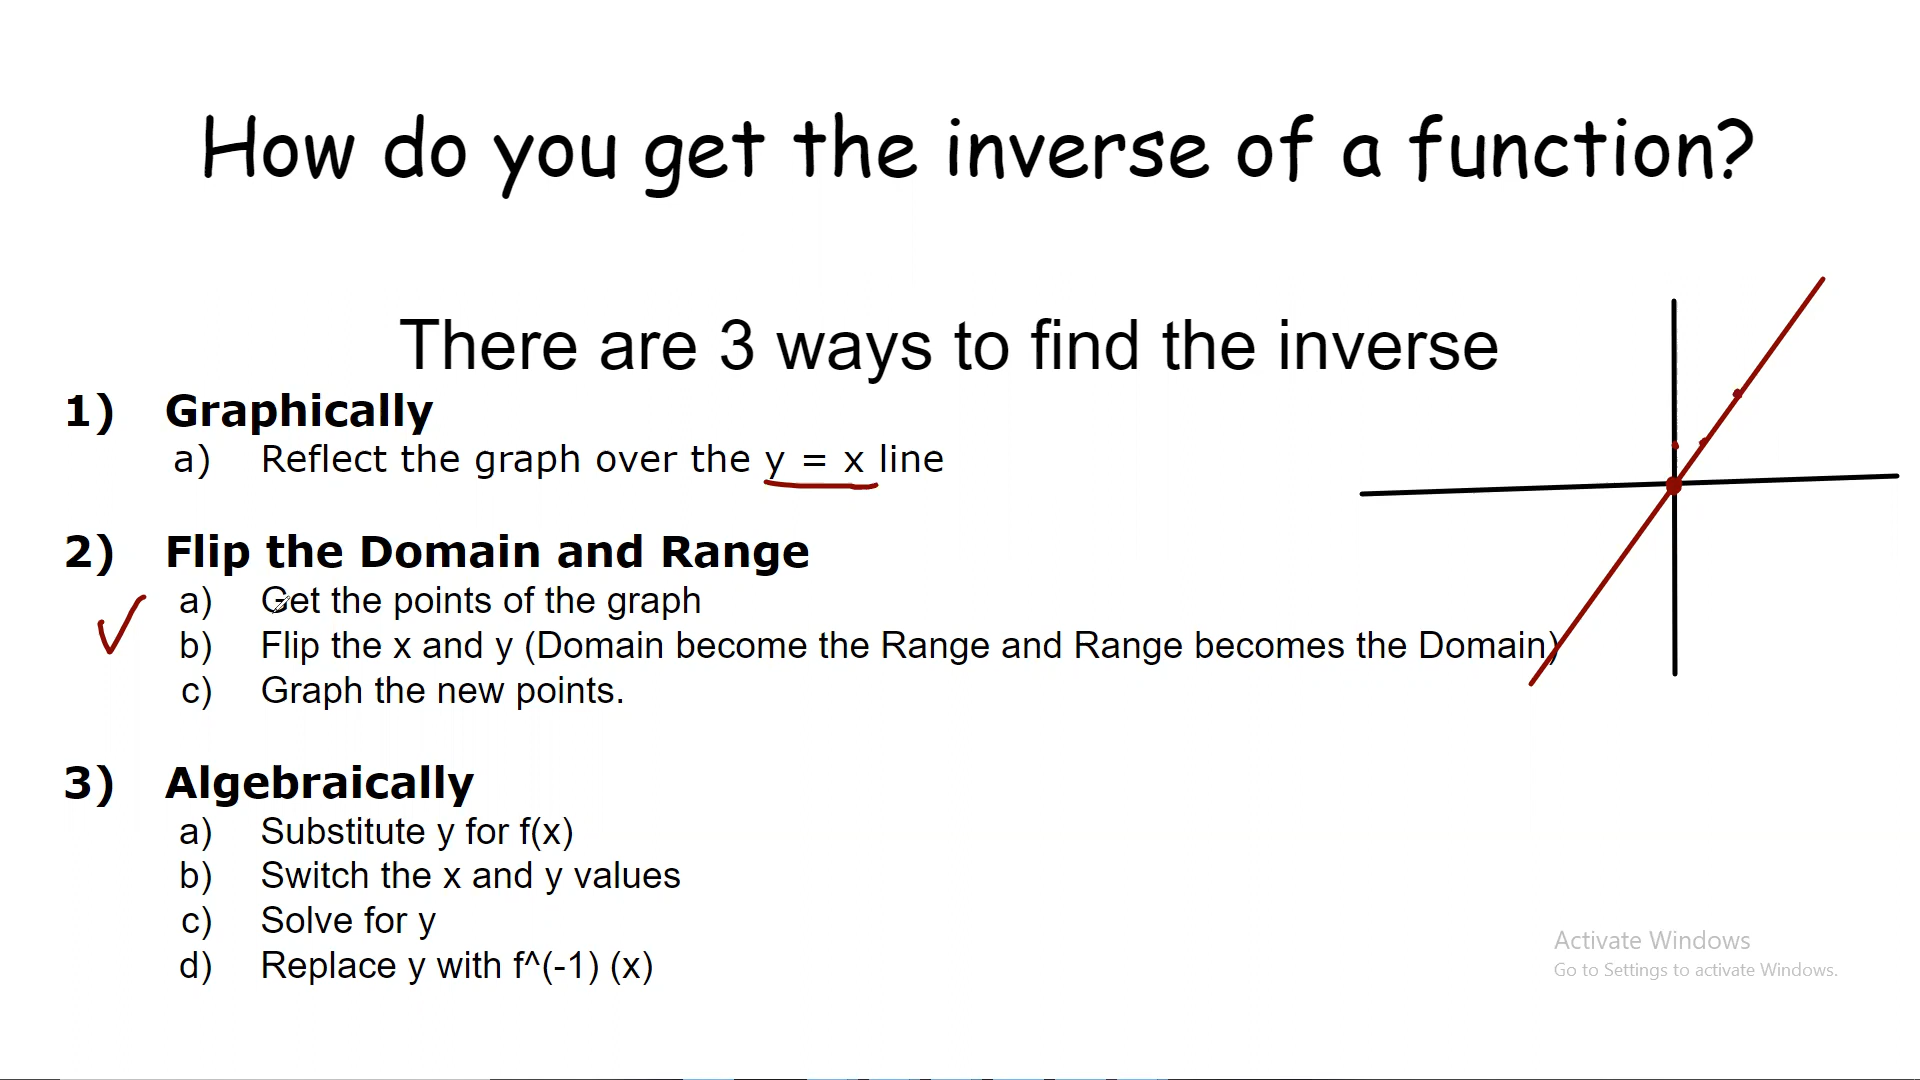 How do you get the inverse of a function?
There are 3 ways to find the inverse
1) Graphically
a) Reflect the graph over the y = x line
2) Flip the Domain and Range
a) Get the points of the graph
b) Flip the x and y (Domain become the Range and Range becomes the Domain)
c) Graph the new points.
3) Algebraically
a) Substitute y for f(x)
b) Switch the x and y values
c) Solve for y
d) Replace y with f^(-1) (x)
Activate Windows
Go to Settings to activate Windows.